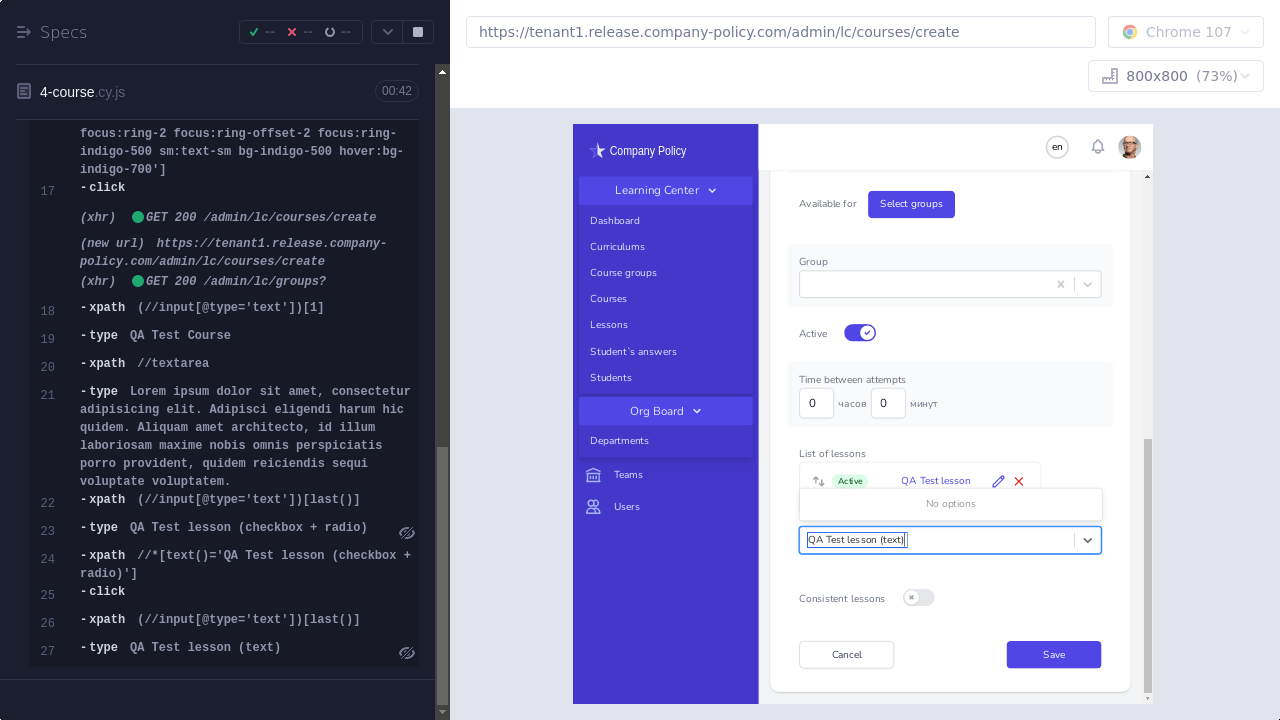 Specs
--
--
--
https://tenant1.release.company-policy.com/admin/lc/courses/create
Chrome 107
800x800 (73%)
4-course.cy.js
00:42
focus:ring-2 focus:ring-offset-2 focus:ring-
indigo-500 sm:text-sm bg-indigo-500 hover:bg-
indigo-700']
17 -click
(xhr) GET 200 /admin/lc/courses/create
(new url) https://tenant1.release.company-
policy.com/admin/lc/courses/create
(xhr) GET 200 /admin/lc/groups?
18 -xpath (//input[@type='text'])[1]
19 -type QA Test Course
20 -xpath //textarea
21 -type Lorem ipsum dolor sit amet, consectetur
adipisicing elit. Adipisci eligendi harum hic
quidem. Aliquam amet architecto, id illum
laboriosam maxime nobis omnis perspiciatis
porro provident, quidem reiciendis sequi
voluptate voluptatem.
22 -xpath (//input[@type='text'])[last()]
23 -type QA Test lesson (checkbox + radio)
24 -xpath //*[text()='QA Test lesson (checkbox +
radio)']
25 -click
26 -xpath (//input[@type='text'])[last()]
27 -type QA Test lesson (text)
Company Policy
en
Learning Center
Dashboard
Curriculums
Course groups
Courses
Lessons
Student`s answers
Students
Org Board
Departments
Teams
Users
Available for
Select groups
Group
Active
Time between attempts
0 часов 0 минут
List of lessons
Active QA Test lesson
No options
QA Test lesson (text)
Consistent lessons
Cancel
Save